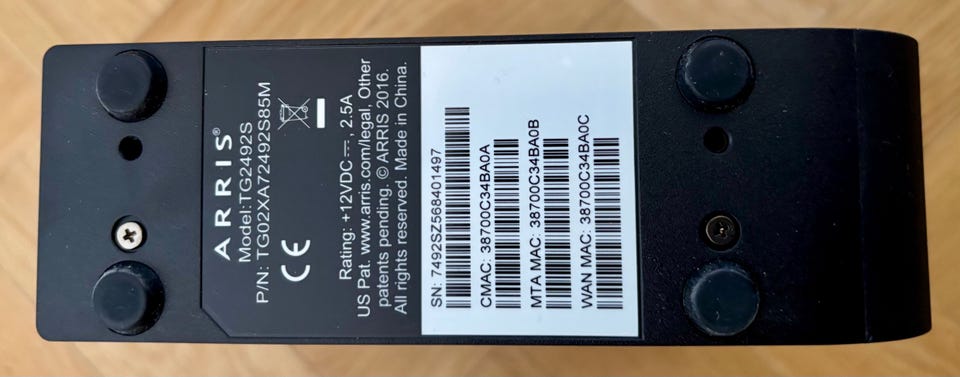 ARRIS®
Model:TG2492S
P/N: TG02XA72492S85M
CE
Rating: +12VDC⎓, 2.5A
US Pat. www.arris.com/legal, Other
patents pending. © ARRIS 2016.
All rights reserved. Made in China.
SN: 7492SZ568401497
CMAC: 38700C34BA0A
MTA MAC: 38700C34BA0B
WAN MAC: 38700C34BA0C